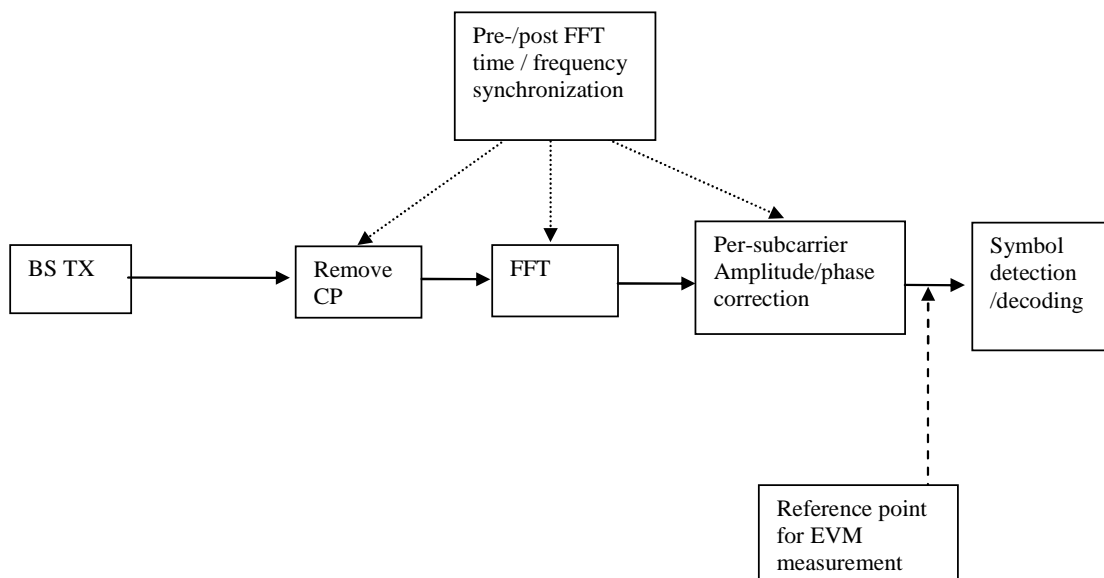 Pre-/post FFT
time / frequency
synchronization
BS TX
Remove
CP
FFT
Per-subcarrier
Amplitude/phase
correction
Symbol
detection
/decoding
Reference point
for EVM
measurement